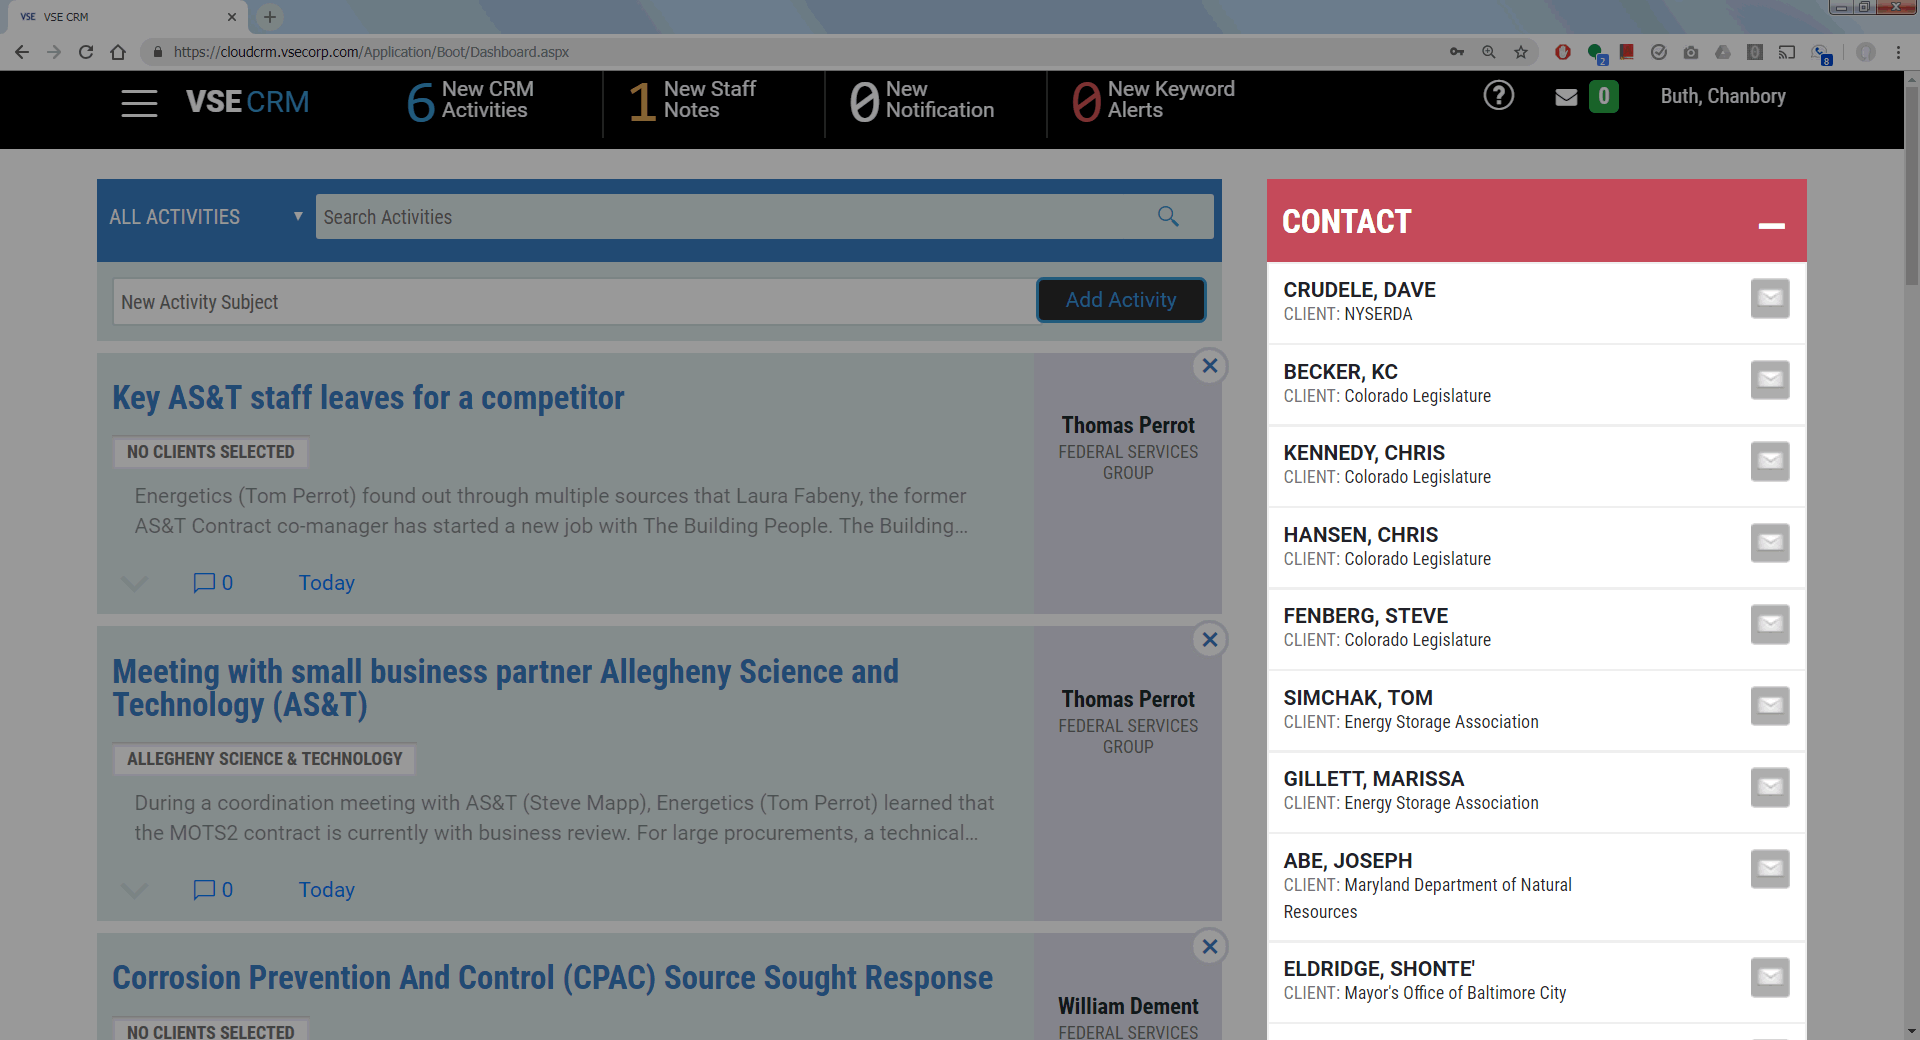 VSE VSE CRM
https://cloudcrm.vsecorp.com/Application/Boot/Dashboard.aspx
2
0
8
VSE CRM
6 New CRM
Activities
1 New Staff
Notes
0 New
Notification
0 New Keyword
Alerts
?
0
Buth, Chanbory
ALL ACTIVITIES
Search Activities
New Activity Subject
Add Activity
Key AS&T staff leaves for a competitor
NO CLIENTS SELECTED
Energetics (Tom Perrot) found out through multiple sources that Laura Fabeny, the former
AS&T Contract co-manager has started a new job with The Building People. The Building...
0
Today
Thomas Perrot
FEDERAL SERVICES
GROUP
Meeting with small business partner Allegheny Science and
Technology (AS&T)
ALLEGHENY SCIENCE & TECHNOLOGY
During a coordination meeting with AS&T (Steve Mapp), Energetics (Tom Perrot) learned that
the MOTS2 contract is currently with business review. For large procurements, a technical...
0
Today
Thomas Perrot
FEDERAL SERVICES
GROUP
Corrosion Prevention And Control (CPAC) Source Sought Response
NO CLIENTS SELECTED
William Dement
FEDERAL SERVICES
CONTACT
CRUDELE, DAVE
CLIENT: NYSERDA
BECKER, KC
CLIENT: Colorado Legislature
KENNEDY, CHRIS
CLIENT: Colorado Legislature
HANSEN, CHRIS
CLIENT: Colorado Legislature
FENBERG, STEVE
CLIENT: Colorado Legislature
SIMCHAK, TOM
CLIENT: Energy Storage Association
GILLETT, MARISSA
CLIENT: Energy Storage Association
ABE, JOSEPH
CLIENT: Maryland Department of Natural
Resources
ELDRIDGE, SHONTE'
CLIENT: Mayor's Office of Baltimore City